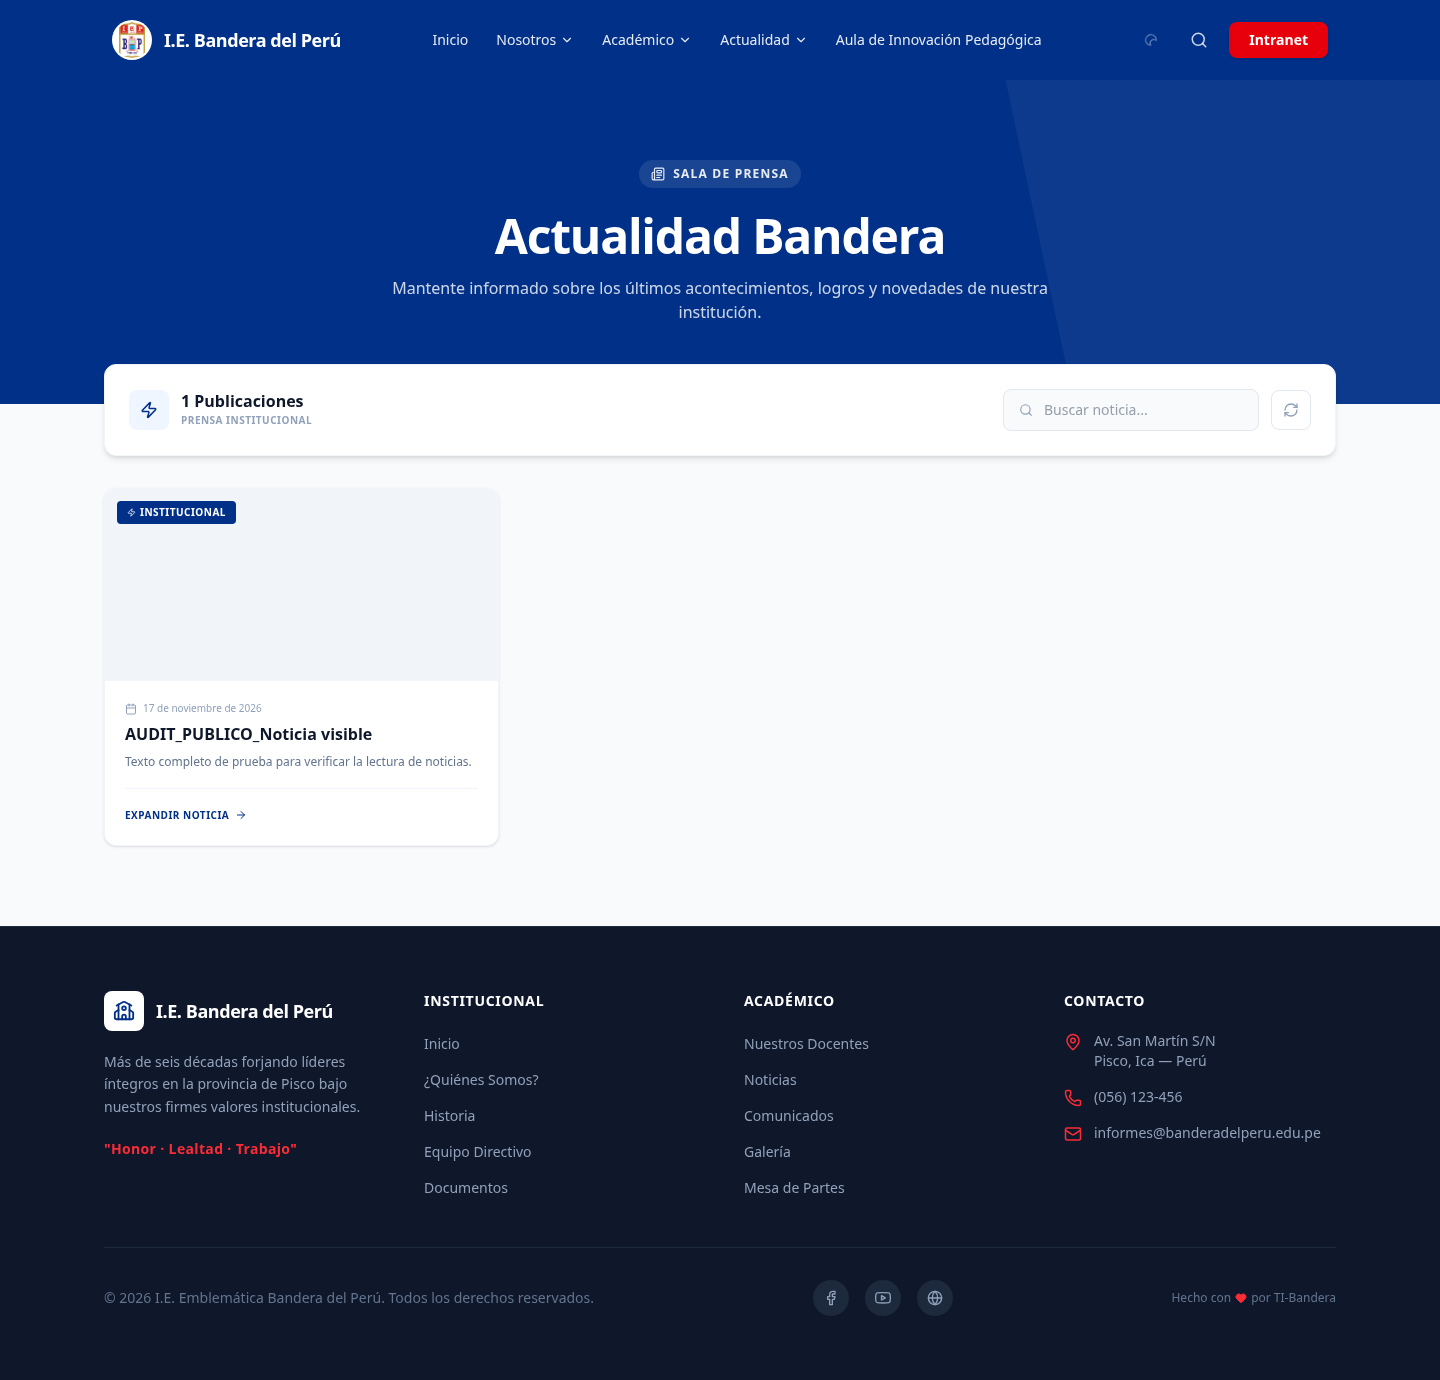 I.E. Bandera del Perú
Inicio
Nosotros
Académico
Actualidad
Aula de Innovación Pedagógica
Intranet
SALA DE PRENSA
Actualidad Bandera
Mantente informado sobre los últimos acontecimientos, logros y novedades de nuestra
institución.
1 Publicaciones
PRENSA INSTITUCIONAL
Buscar noticia...
INSTITUCIONAL
17 de noviembre de 2026
AUDIT_PUBLICO_Noticia visible
Texto completo de prueba para verificar la lectura de noticias.
EXPANDIR NOTICIA
I.E. Bandera del Perú
Más de seis décadas forjando líderes
íntegros en la provincia de Pisco bajo
nuestros firmes valores institucionales.
"Honor · Lealtad · Trabajo"
INSTITUCIONAL
Inicio
¿Quiénes Somos?
Historia
Equipo Directivo
Documentos
ACADÉMICO
Nuestros Docentes
Noticias
Comunicados
Galería
Mesa de Partes
CONTACTO
Av. San Martín S/N
Pisco, Ica — Perú
(056) 123-456
informes@banderadelperu.edu.pe
© 2026 I.E. Emblemática Bandera del Perú. Todos los derechos reservados.
Hecho con
por TI-Bandera